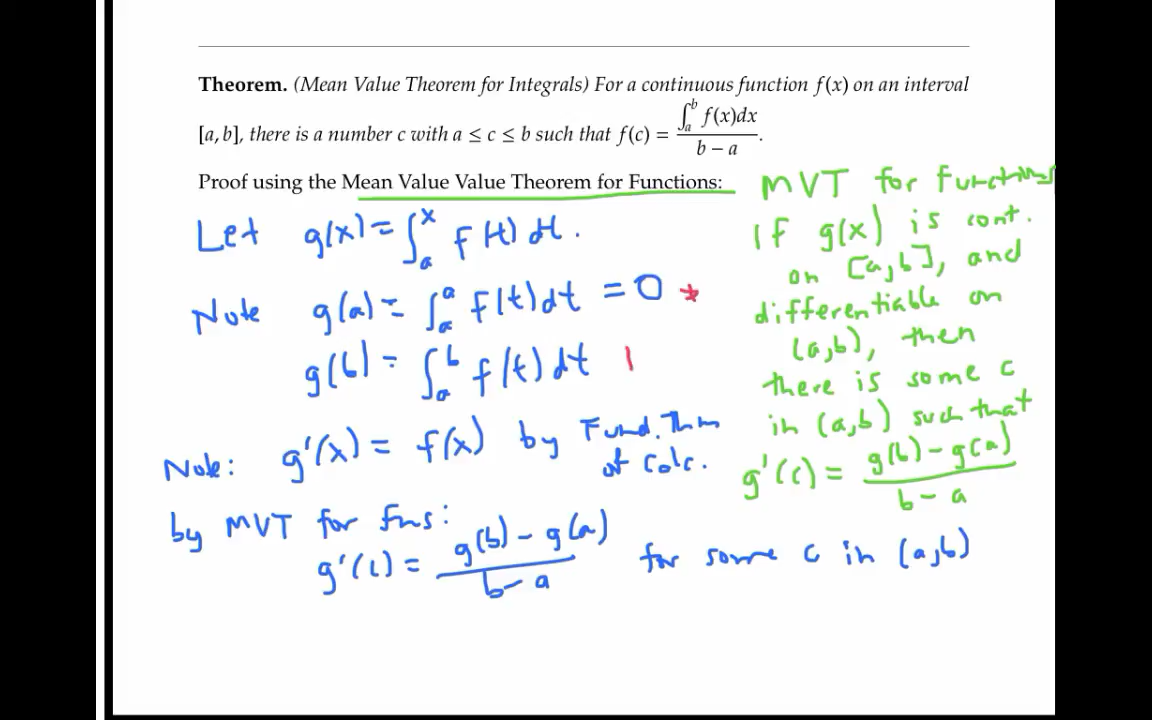 Theorem. (Mean Value Theorem for Integrals) For a continuous function f(x) on an interval
[a, b], there is a number c with a ≤ c ≤ b such that f(c) = ∫_a^b f(x)dx / (b − a).
Proof using the Mean Value Value Theorem for Functions:
Let g(x) = ∫_a^x f(t) dt.
Note g(a) = ∫_a^a f(t) dt = 0 *
g(b) = ∫_a^b f(t) dt |
Note: g'(x) = f(x) by Fund. Thm
of Calc.
by MVT for fns:
g'(c) = (g(b) − g(a)) / (b − a) for some c in (a,b)
MVT for functions
If g(x) is cont.
on [a,b], and
differentiable on
(a,b), then
there is some c
in (a,b) such that
g'(c) = (g(b) − g(a)) / (b − a)